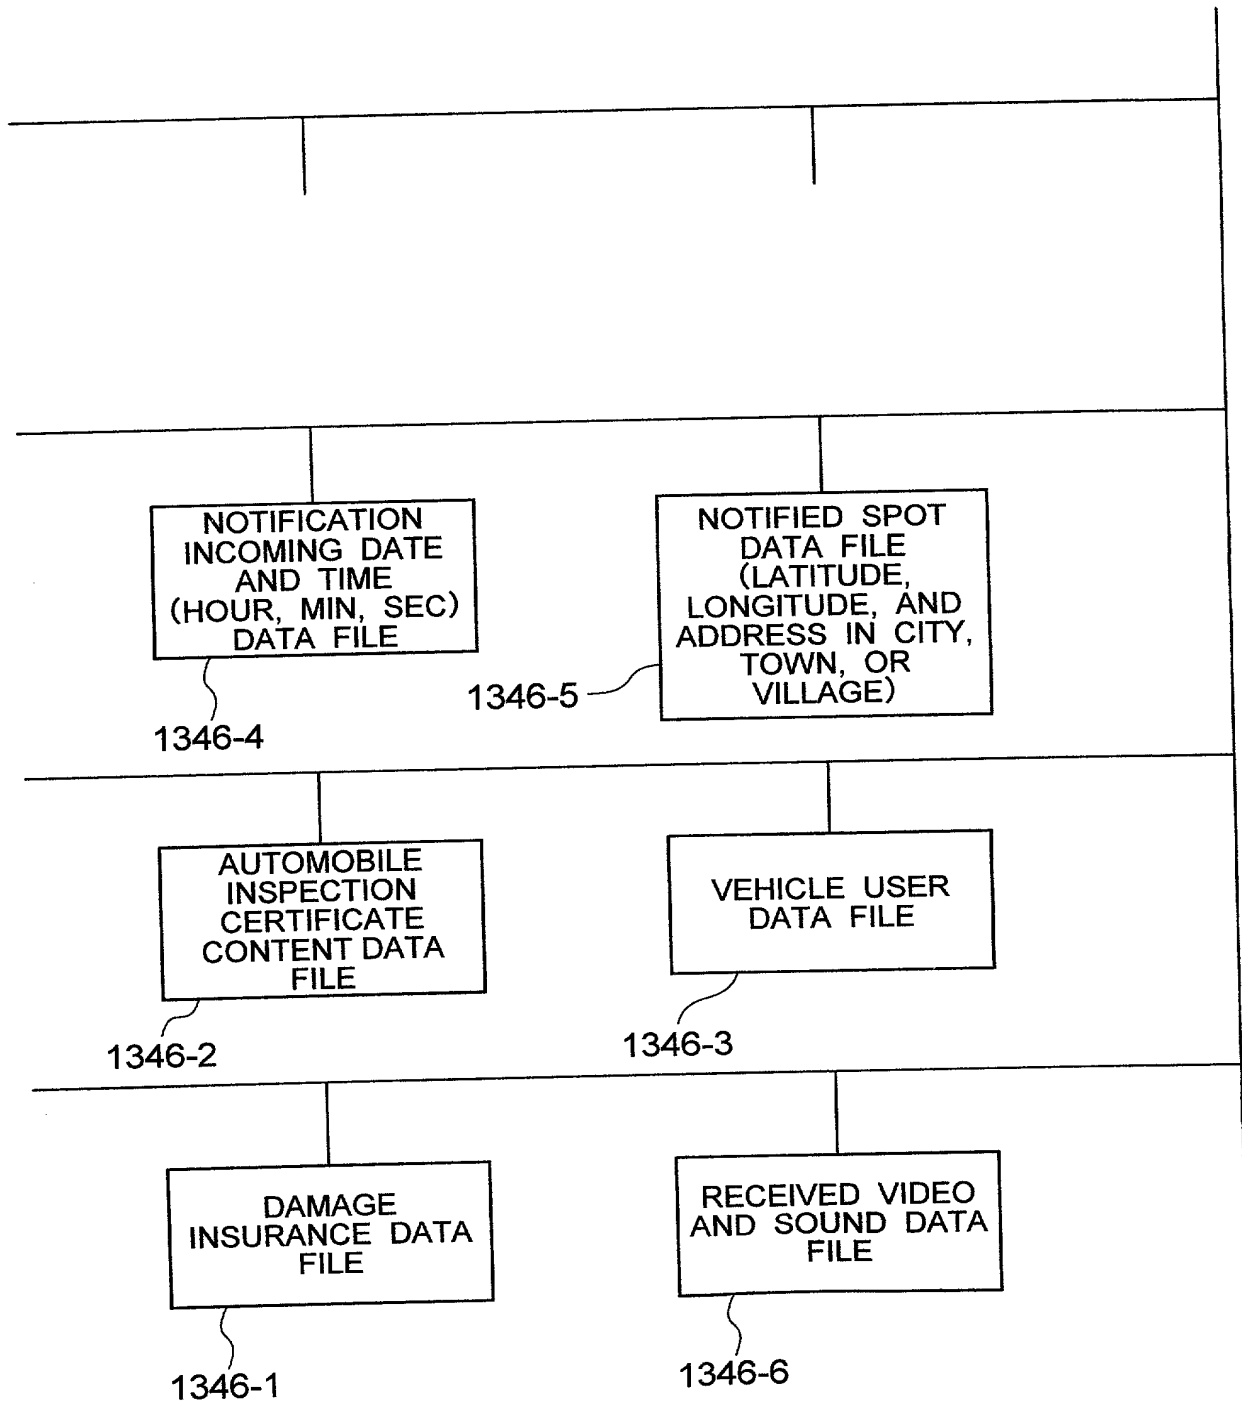 NOTIFICATION
INCOMING DATE
AND TIME
(HOUR, MIN, SEC)
DATA FILE
1346-4
NOTIFIED SPOT
DATA FILE
(LATITUDE,
LONGITUDE, AND
ADDRESS IN CITY,
TOWN, OR
VILLAGE)
1346-5
AUTOMOBILE
INSPECTION
CERTIFICATE
CONTENT DATA
FILE
1346-2
VEHICLE USER
DATA FILE
1346-3
DAMAGE
INSURANCE DATA
FILE
1346-1
RECEIVED VIDEO
AND SOUND DATA
FILE
1346-6